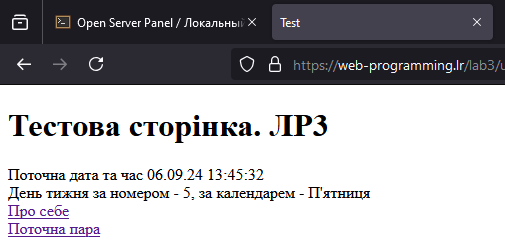 Open Server Panel / Локальный
Test
https://web-programming.lr/lab3/
Тестова сторінка. ЛР3
Поточна дата та час 06.09.24 13:45:32
День тижня за номером - 5, за календарем - П'ятниця
Про себе
Поточна пара